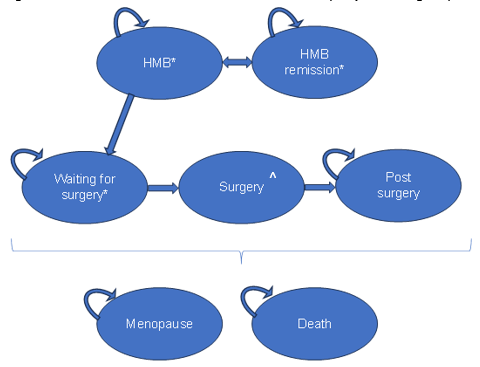 HMB*
HMB
remission*
Waiting for
surgery*
Surgery ^
Post
surgery
Menopause
Death